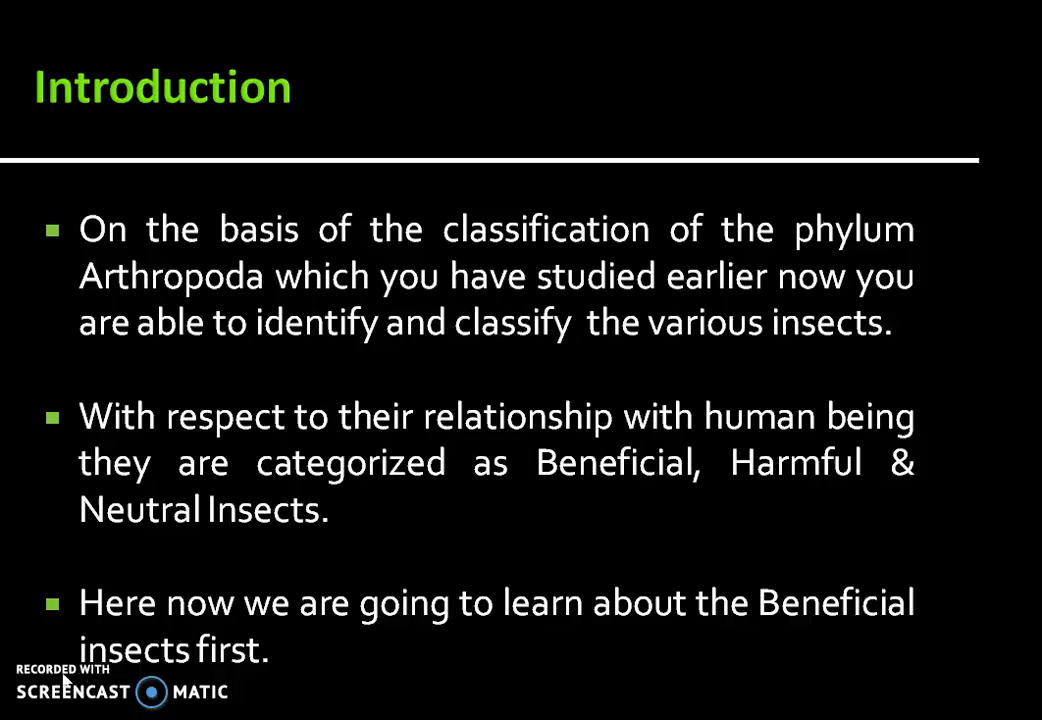 Introduction
On the basis of the classification of the phylum
Arthropoda which you have studied earlier now you
are able to identify and classify the various insects.
With respect to their relationship with human being
they are categorized as Beneficial, Harmful &
Neutral Insects.
Here now we are going to learn about the Beneficial
insects first.
RECORDED WITH
SCREENCAST MATIC